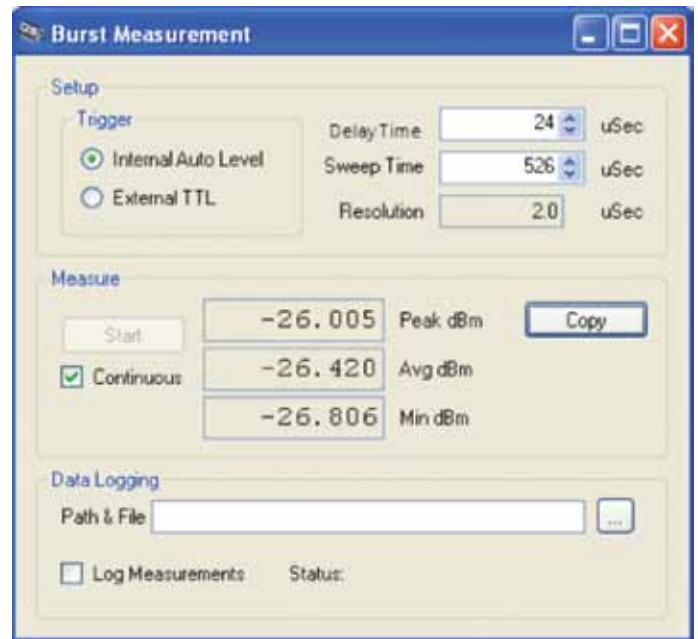 Burst Measurement
Setup
Trigger
Internal Auto Level
External TTL
Delay Time 24 uSec
Sweep Time 526 uSec
Resolution 2.0 uSec
Measure
Start
Continuous
-26.005 Peak dBm
-26.420 Avg dBm
-26.806 Min dBm
Copy
Data Logging
Path & File
...
Log Measurements Status: